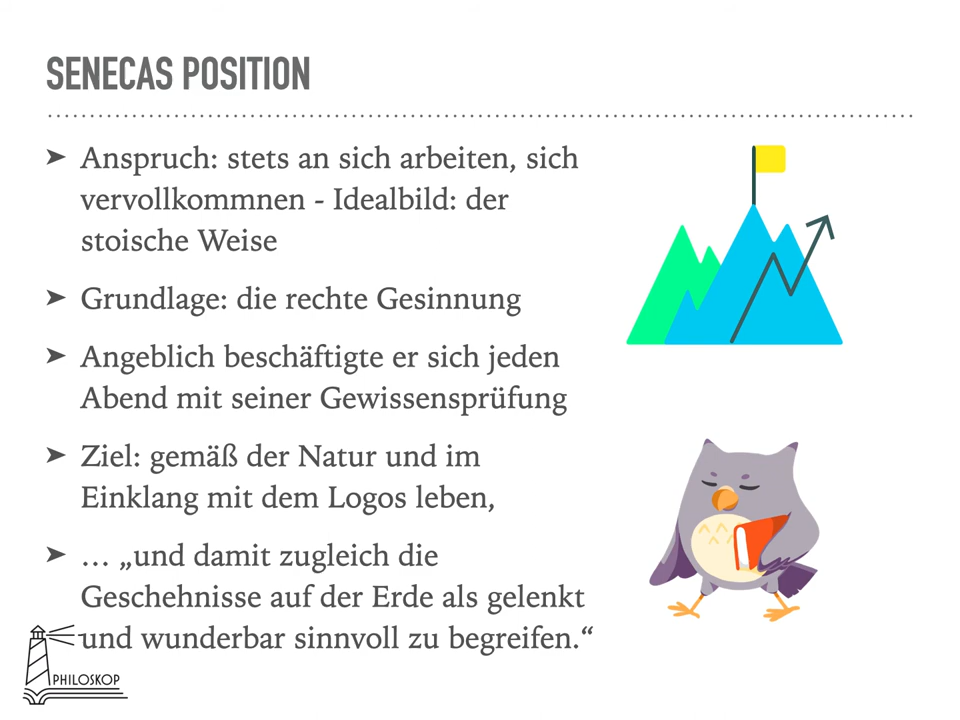 SENECAS POSITION
➤ Anspruch: stets an sich arbeiten, sich
vervollkommnen - Idealbild: der
stoische Weise
➤ Grundlage: die rechte Gesinnung
➤ Angeblich beschäftigte er sich jeden
Abend mit seiner Gewissensprüfung
➤ Ziel: gemäß der Natur und im
Einklang mit dem Logos leben,
➤ … „und damit zugleich die
Geschehnisse auf der Erde als gelenkt
und wunderbar sinnvoll zu begreifen.“
PHILOSKOP